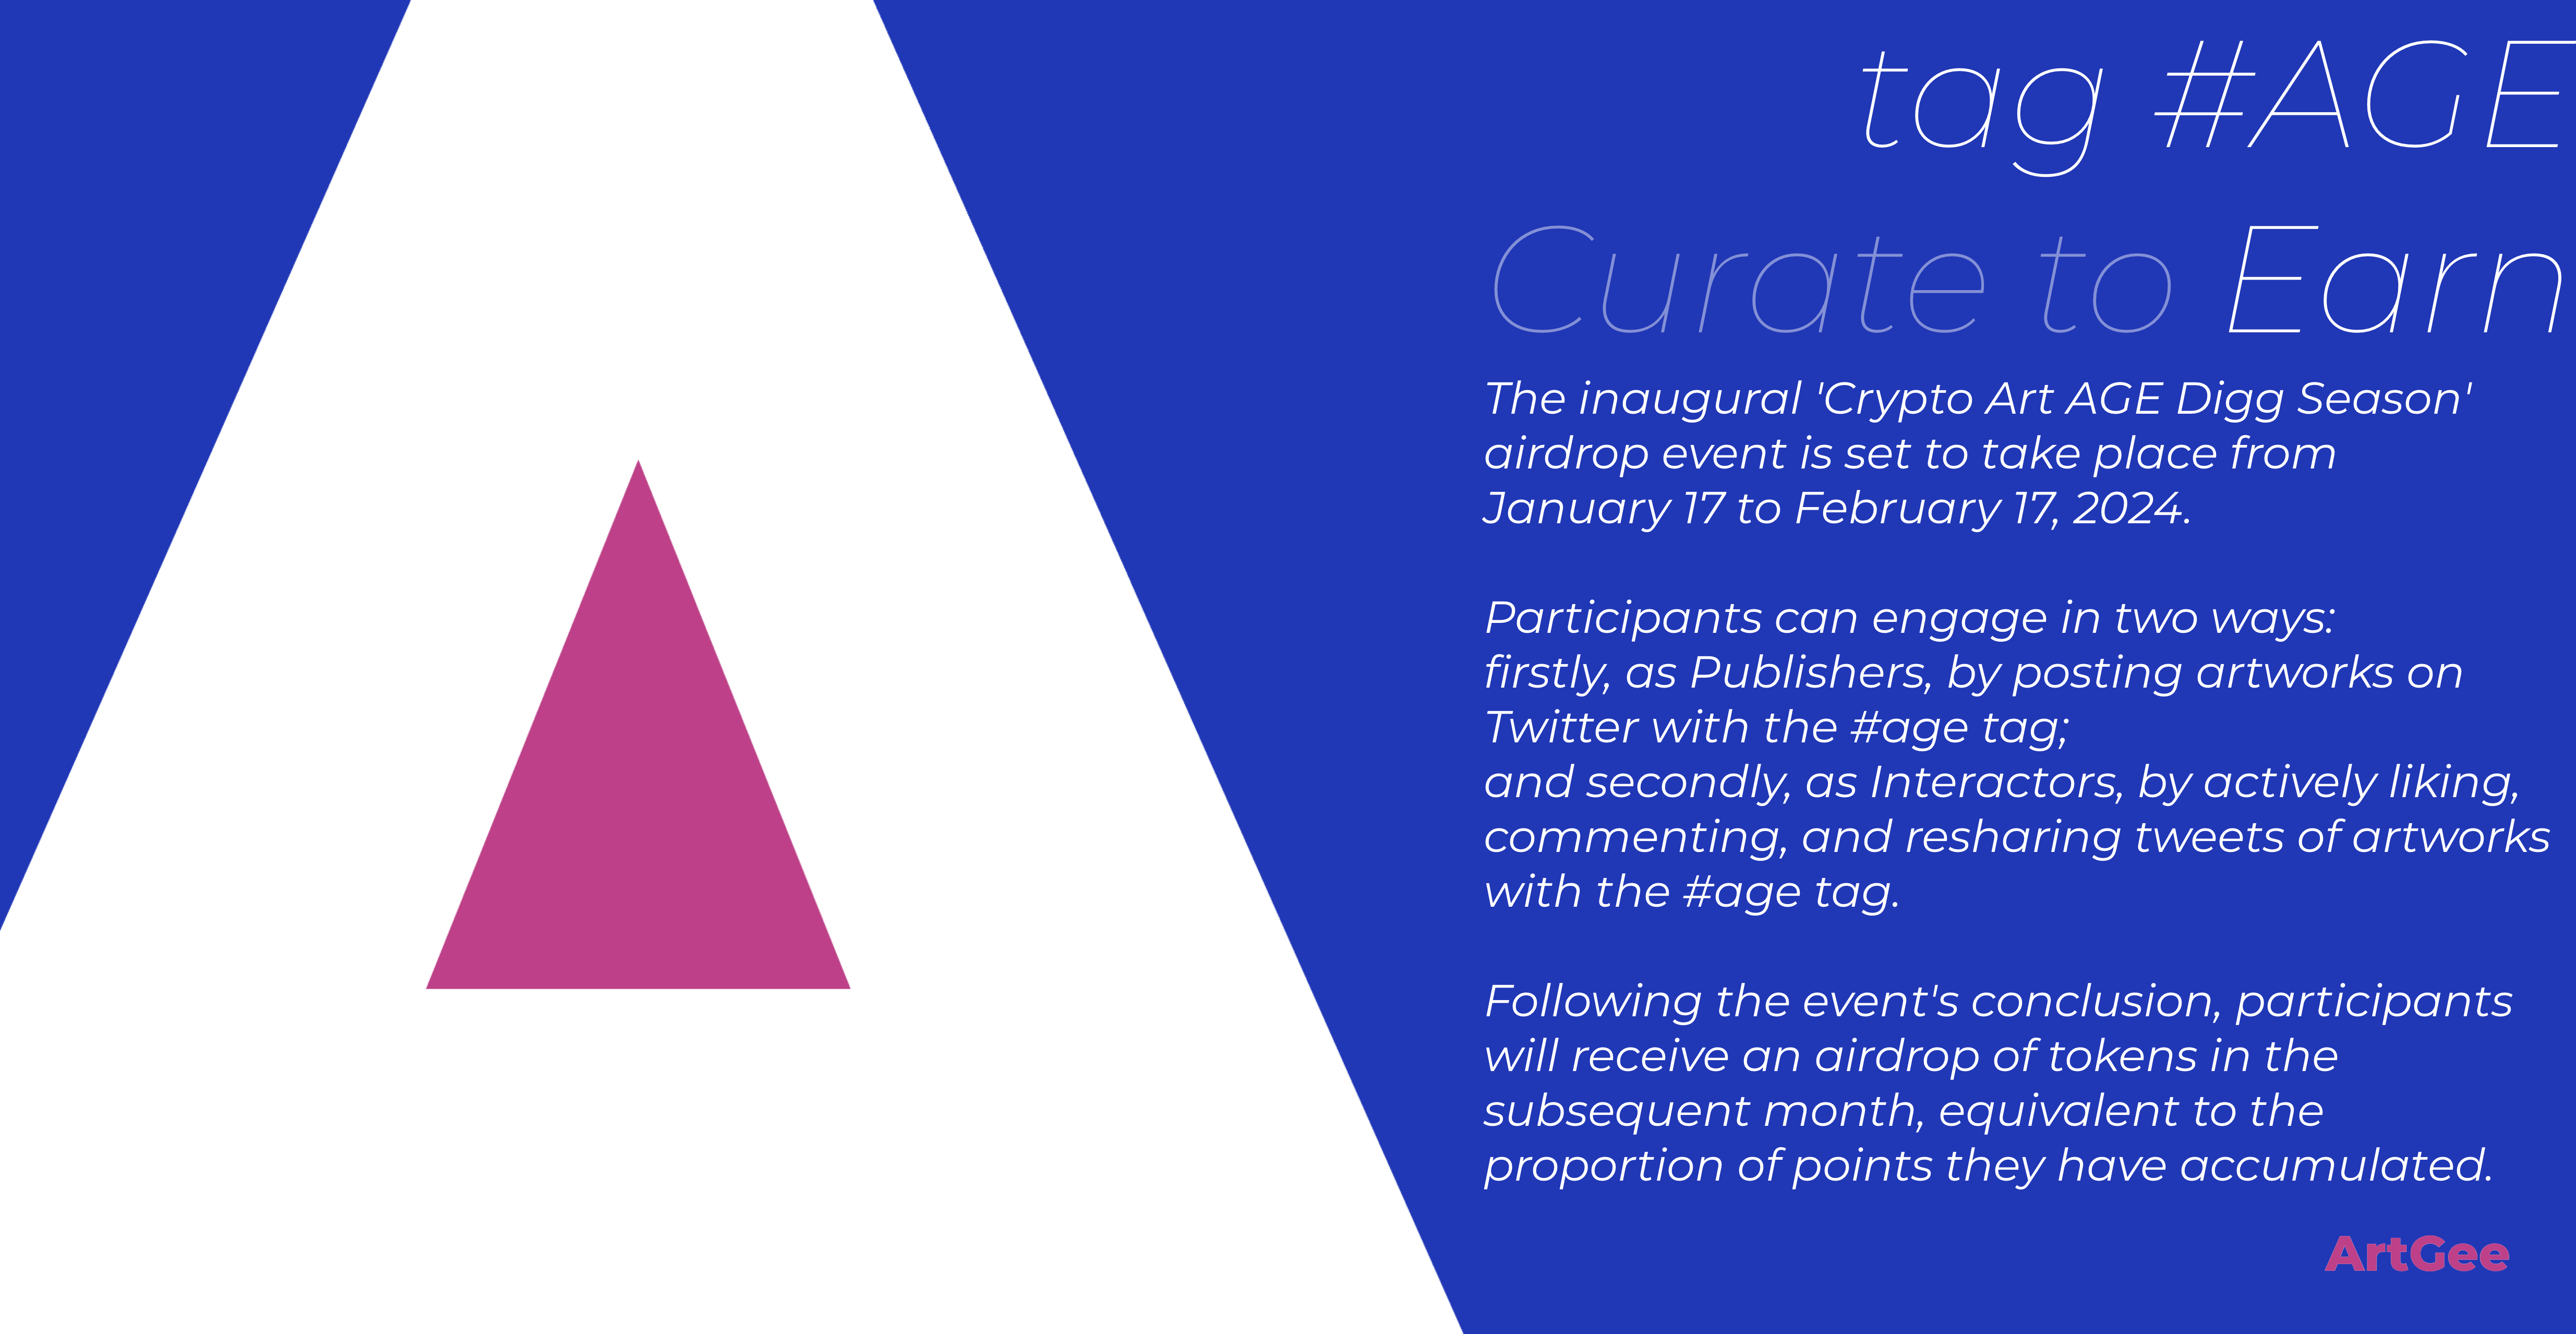 tag #AGE
Curate to Earn
The inaugural 'Crypto Art AGE Digg Season'
airdrop event is set to take place from
January 17 to February 17, 2024.
Participants can engage in two ways:
firstly, as Publishers, by posting artworks on
Twitter with the #age tag;
and secondly, as Interactors, by actively liking,
commenting, and resharing tweets of artworks
with the #age tag.
Following the event's conclusion, participants
will receive an airdrop of tokens in the
subsequent month, equivalent to the
proportion of points they have accumulated.
ArtGee